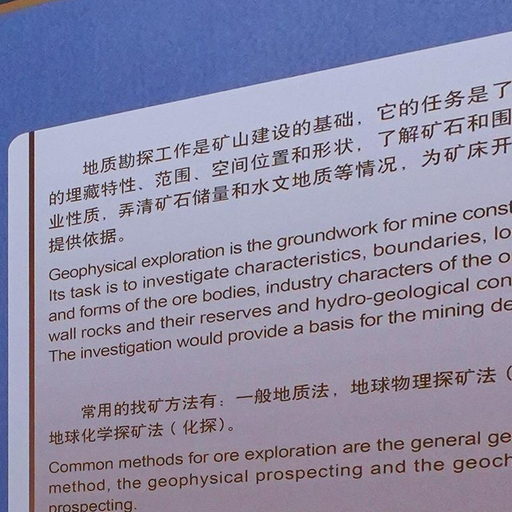 地质勘探工作是矿山建设的基础，它的任务是了
的埋藏特性、范围、空间位置和形状，了解矿石和围
业性质，弄清矿石储量和水文地质等情况，为矿床开
提供依据。
Geophysical exploration is the groundwork for mine const
Its task is to investigate characteristics, boundaries, lo
and forms of the ore bodies, industry characters of the o
wall rocks and their reserves and hydro-geological con
The investigation would provide a basis for the mining de
常用的找矿方法有：一般地质法，地球物理探矿法（
地球化学探矿法（化探）。
Common methods for ore exploration are the general ge
method, the geophysical prospecting and the geoch
prospecting.